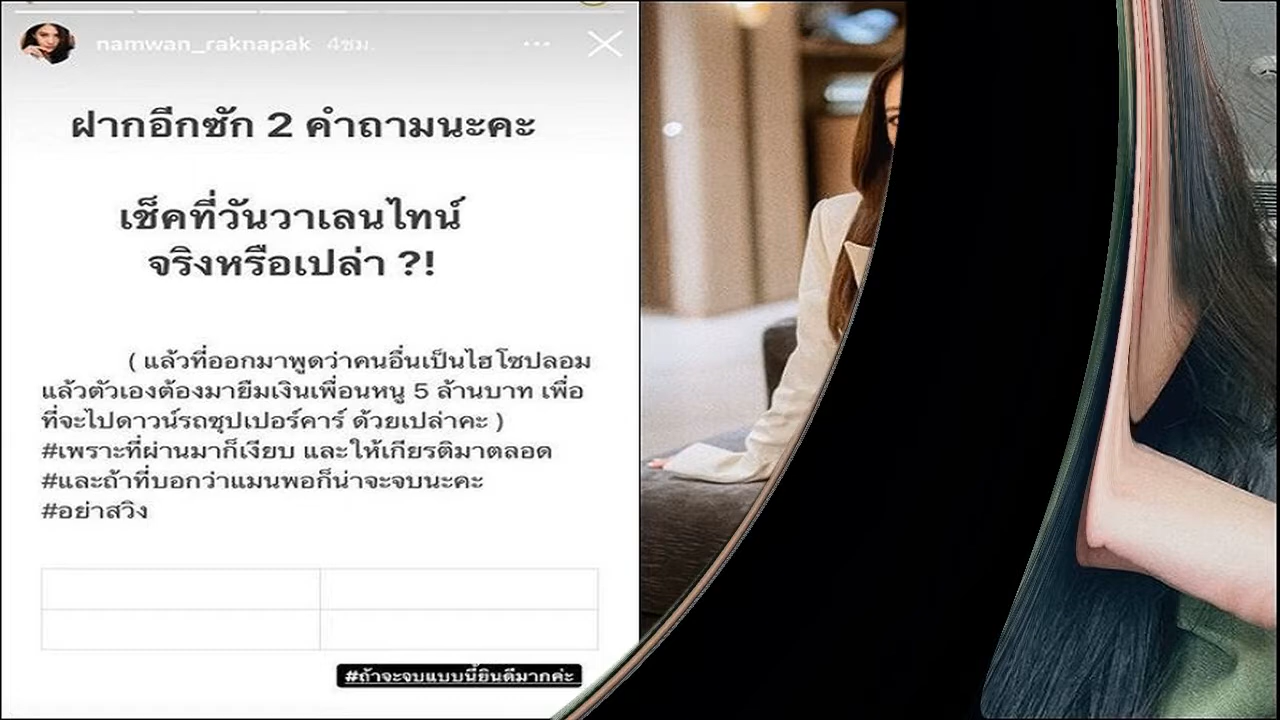 namwan_raknapak 4ชม.
ฝากอีกซัก 2 คำถามนะคะ
เช็คที่วันวาเลนไทน์
จริงหรือเปล่า ?!
( แล้วที่ออกมาพูดว่าคนอื่นเป็นไฮโซปลอม
แล้วตัวเองต้องมายืมเงินเพื่อนหนู 5 ล้านบาท เพื่อ
ที่จะไปดาวน์รถซุปเปอร์คาร์ ด้วยเปล่าคะ )
#เพราะที่ผ่านมาก็เงียบ และให้เกียรติมาตลอด
#และถ้าที่บอกว่าแมนพอก็น่าจะจบนะคะ
#อย่าสวิง
#ถ้าจะจบแบบนี้ยินดีมากค่ะ